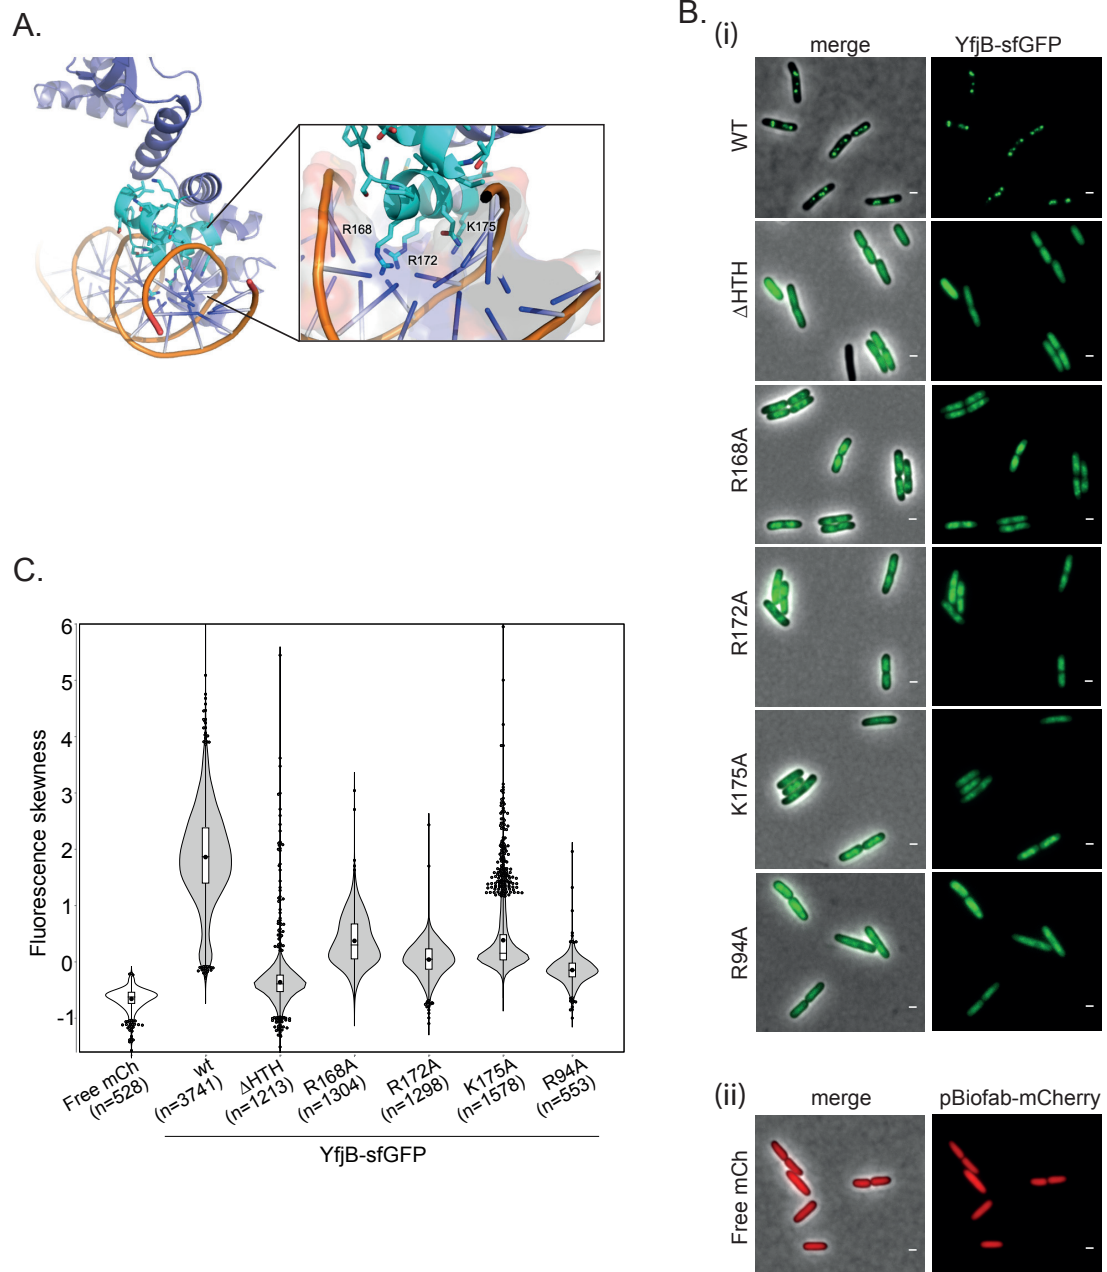 A.
R168
R172
K175
B.
(i)
merge
YfjB-sfGFP
WT
ΔHTH
R168A
R172A
K175A
R94A
(ii)
merge
pBiofab-mCherry
Free mCh
C.
Fluorescence skewness
6
5
4
3
2
1
0
-1
Free mCh
(n=528)
wt
(n=3741)
ΔHTH
(n=1213)
R168A
(n=1304)
R172A
(n=1298)
K175A
(n=1578)
R94A
(n=553)
YfjB-sfGFP